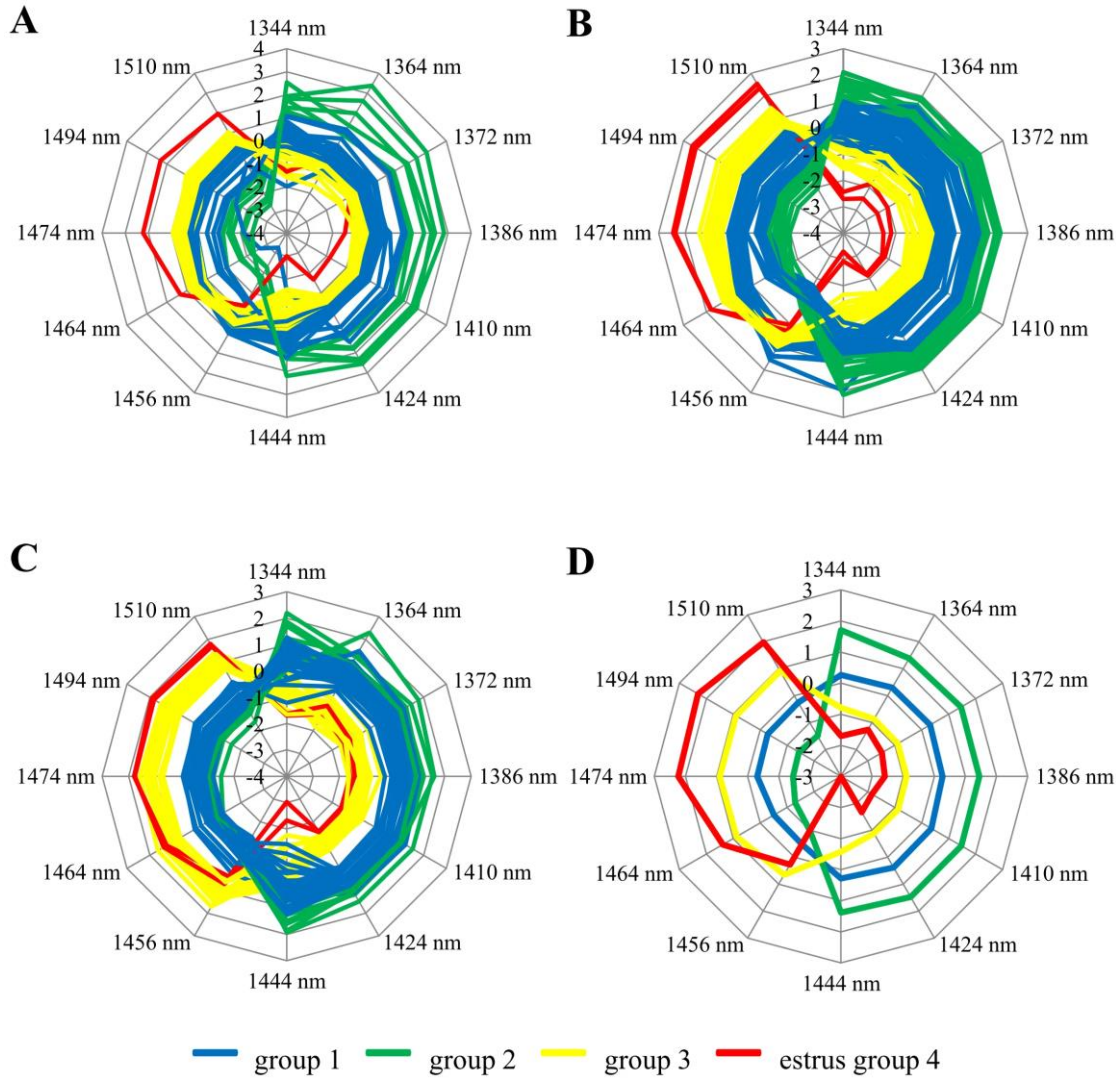 A
1344 nm
1364 nm
1372 nm
1386 nm
1410 nm
1424 nm
1444 nm
1456 nm
1464 nm
1474 nm
1494 nm
1510 nm
4
3
2
1
0
-1
-2
-3
-4
B
1344 nm
1364 nm
1372 nm
1386 nm
1410 nm
1424 nm
1444 nm
1456 nm
1464 nm
1474 nm
1494 nm
1510 nm
3
2
1
0
-1
-2
-3
-4
C
1344 nm
1364 nm
1372 nm
1386 nm
1410 nm
1424 nm
1444 nm
1456 nm
1464 nm
1474 nm
1494 nm
1510 nm
3
2
1
0
-1
-2
-3
-4
D
1344 nm
1364 nm
1372 nm
1386 nm
1410 nm
1424 nm
1444 nm
1456 nm
1464 nm
1474 nm
1494 nm
1510 nm
3
2
1
0
-1
-2
-3
group 1 group 2 group 3 estrus group 4